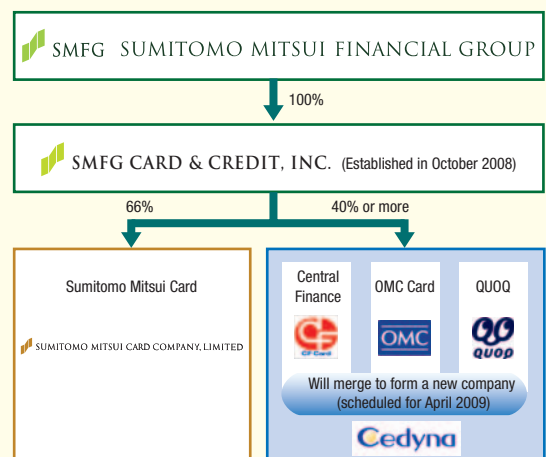 SMFG SUMITOMO MITSUI FINANCIAL GROUP
100%
SMFG CARD & CREDIT, INC. (Established in October 2008)
66%
40% or more
Sumitomo Mitsui Card
SUMITOMO MITSUI CARD COMPANY, LIMITED
Central
Finance
OMC Card
QUOQ
CF Card
OMC
QUOQ
Will merge to form a new company
(scheduled for April 2009)
Cedyna